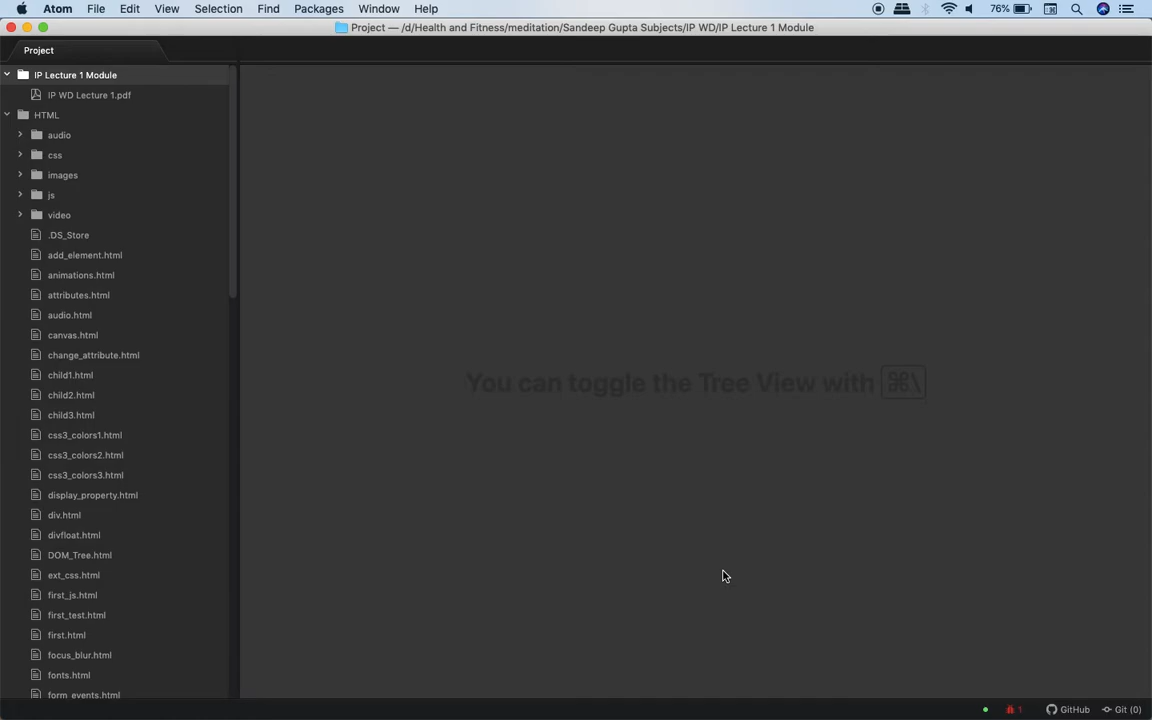 Atom File Edit View Selection Find Packages Window Help 76%
Project — /d/Health and Fitness/meditation/Sandeep Gupta Subjects/IP WD/IP Lecture 1 Module
Project
IP Lecture 1 Module
IP WD Lecture 1.pdf
HTML
audio
css
images
js
video
.DS_Store
add_element.html
animations.html
attributes.html
audio.html
canvas.html
change_attribute.html
child1.html
child2.html
child3.html
css3_colors1.html
css3_colors2.html
css3_colors3.html
display_property.html
div.html
divfloat.html
DOM_Tree.html
ext_css.html
first_js.html
first_test.html
first.html
focus_blur.html
fonts.html
form_events.html
You can toggle the Tree View with ⌘\
1 GitHub Git (0)